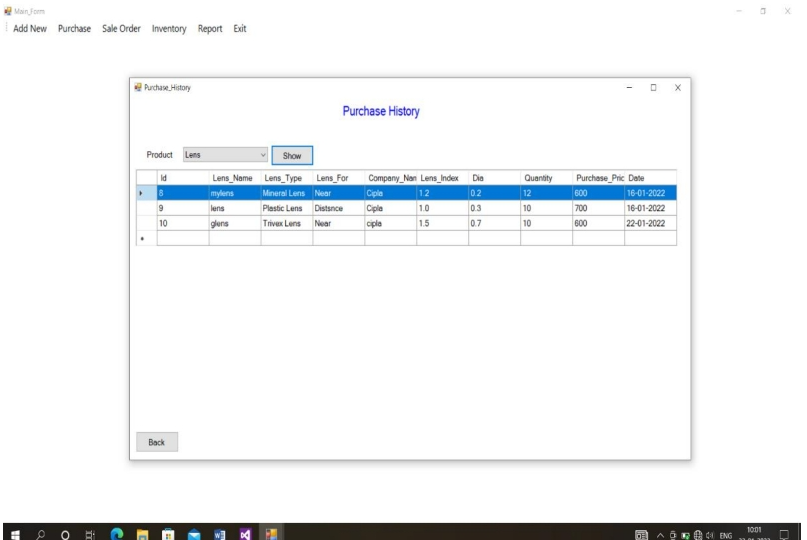 Main_Form
Add New Purchase Sale Order Inventory Report Exit
Purchase_History
Purchase History
Product Lens Show
Id Lens_Name Lens_Type Lens_For Company_Nan Lens_Index Dia Quantity Purchase_Pric Date
8 mylens Mineral Lens Near Cipla 1.2 0.2 12 600 16-01-2022
9 lens Plastic Lens Distsnce Cipla 1.0 0.3 10 700 16-01-2022
10 glens Trivex Lens Near cipla 1.5 0.7 10 600 22-01-2022
Back
ENG 10:01